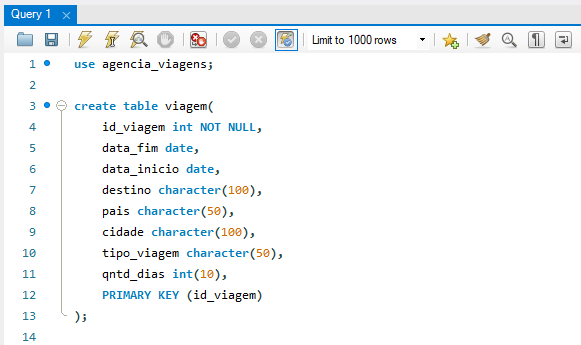 Query 1
Limit to 1000 rows
1 use agencia_viagens;
2
3 create table viagem(
4 id_viagem int NOT NULL,
5 data_fim date,
6 data_inicio date,
7 destino character(100),
8 pais character(50),
9 cidade character(100),
10 tipo_viagem character(50),
11 qntd_dias int(10),
12 PRIMARY KEY (id_viagem)
13 );
14